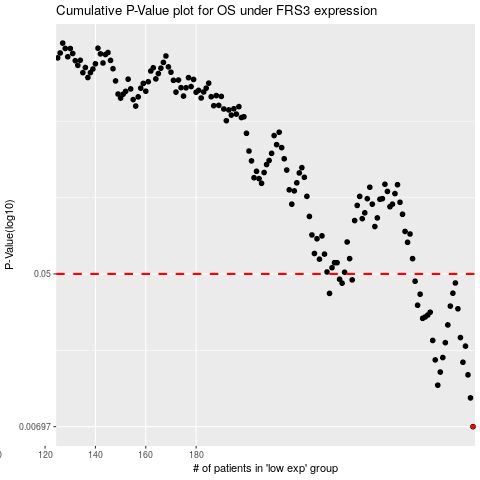 Cumulative P-Value plot for OS under FRS3 expression
P-Value(log10)
0.05
0.00697
0
120
140
160
180
# of patients in 'low exp' group